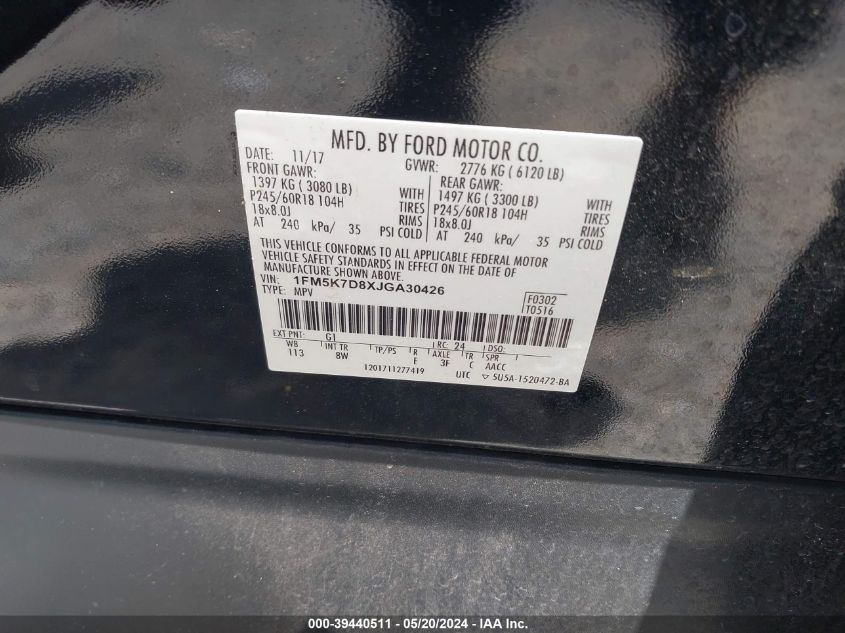 MFD. BY FORD MOTOR CO.
DATE: 11/17 GVWR: 2776 KG ( 6120 LB)
FRONT GAWR: REAR GAWR:
1397 KG ( 3080 LB) WITH 1497 KG ( 3300 LB) WITH
P245/60R18 104H TIRES P245/60R18 104H TIRES
18x8.0J RIMS 18x8.0J RIMS
AT 240 kPa/ 35 PSI COLD AT 240 kPa/ 35 PSI COLD
THIS VEHICLE CONFORMS TO ALL APPLICABLE FEDERAL MOTOR
VEHICLE SAFETY STANDARDS IN EFFECT ON THE DATE OF
MANUFACTURE SHOWN ABOVE.
VIN: 1FM5K7D8XJGA30426
TYPE: MPV
F0302
T0516
EXT PNT: G1 RC: 24 DSO:
WB INT TR TP/PS R AXLE TR SPR
113 BW E 3F C AACC
1201711277419 UTC ▽ 5U5A-1520472-BA
000-39440511 - 05/20/2024 - IAA Inc.